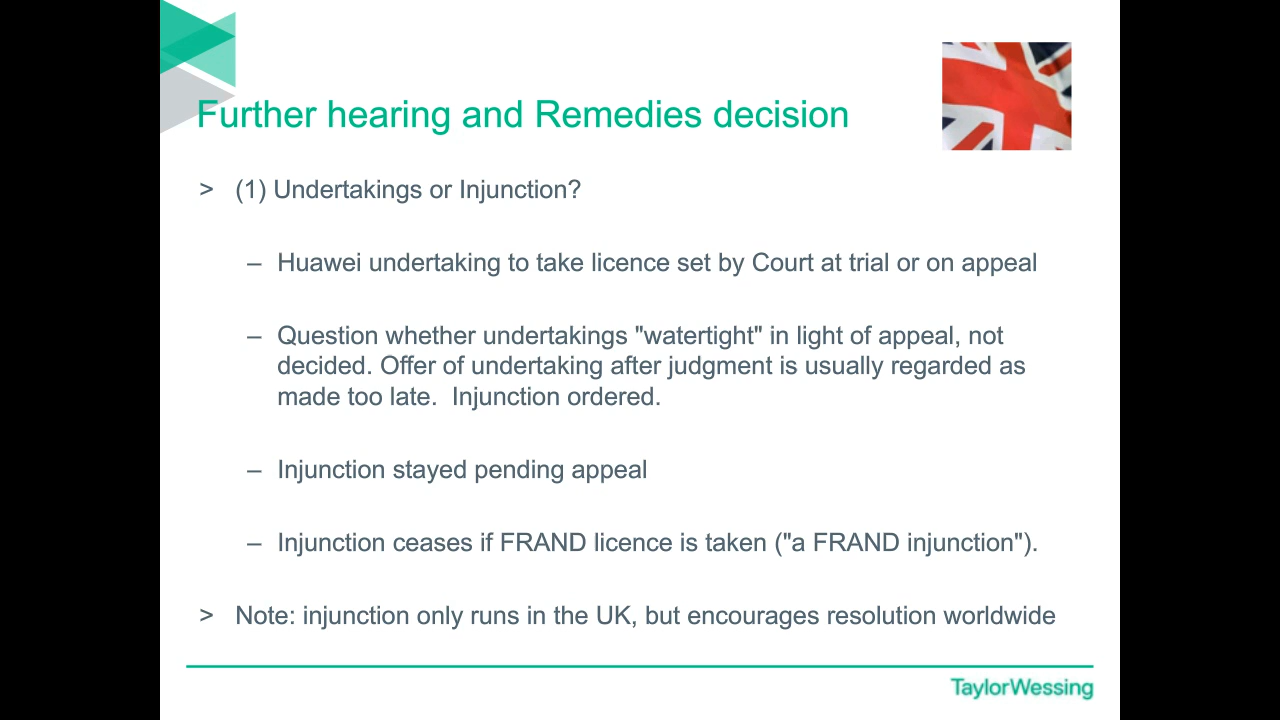 Further hearing and Remedies decision
> (1) Undertakings or Injunction?
– Huawei undertaking to take licence set by Court at trial or on appeal
– Question whether undertakings "watertight" in light of appeal, not
decided. Offer of undertaking after judgment is usually regarded as
made too late.  Injunction ordered.
– Injunction stayed pending appeal
– Injunction ceases if FRAND licence is taken ("a FRAND injunction").
> Note: injunction only runs in the UK, but encourages resolution worldwide
TaylorWessing